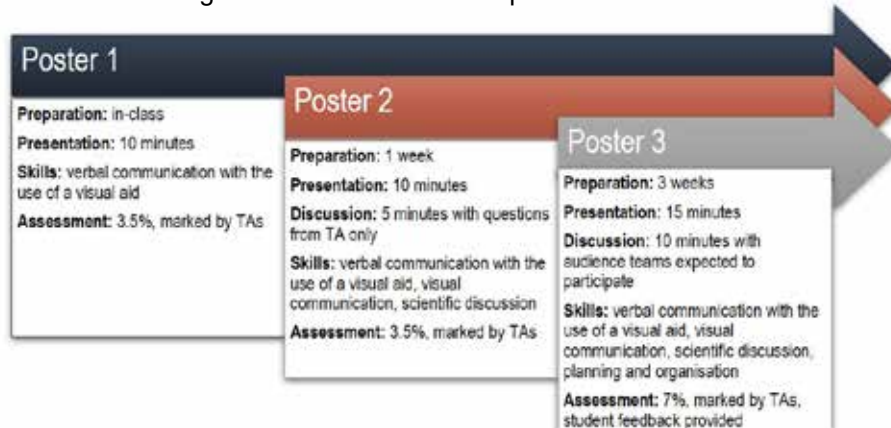 Poster 1
Preparation: in-class
Presentation: 10 minutes
Skills: verbal communication with the
use of a visual aid
Assessment: 3.5%, marked by TAs
Poster 2
Preparation: 1 week
Presentation: 10 minutes
Discussion: 5 minutes with questions
from TA only
Skills: verbal communication with the
use of a visual aid, visual
communication, scientific discussion
Assessment: 3.5%, marked by TAs
Poster 3
Preparation: 3 weeks
Presentation: 15 minutes
Discussion: 10 minutes with
audience teams expected to
participate
Skills: verbal communication with the
use of a visual aid, visual
communication, scientific discussion,
planning and organisation
Assessment: 7%, marked by TAs,
student feedback provided